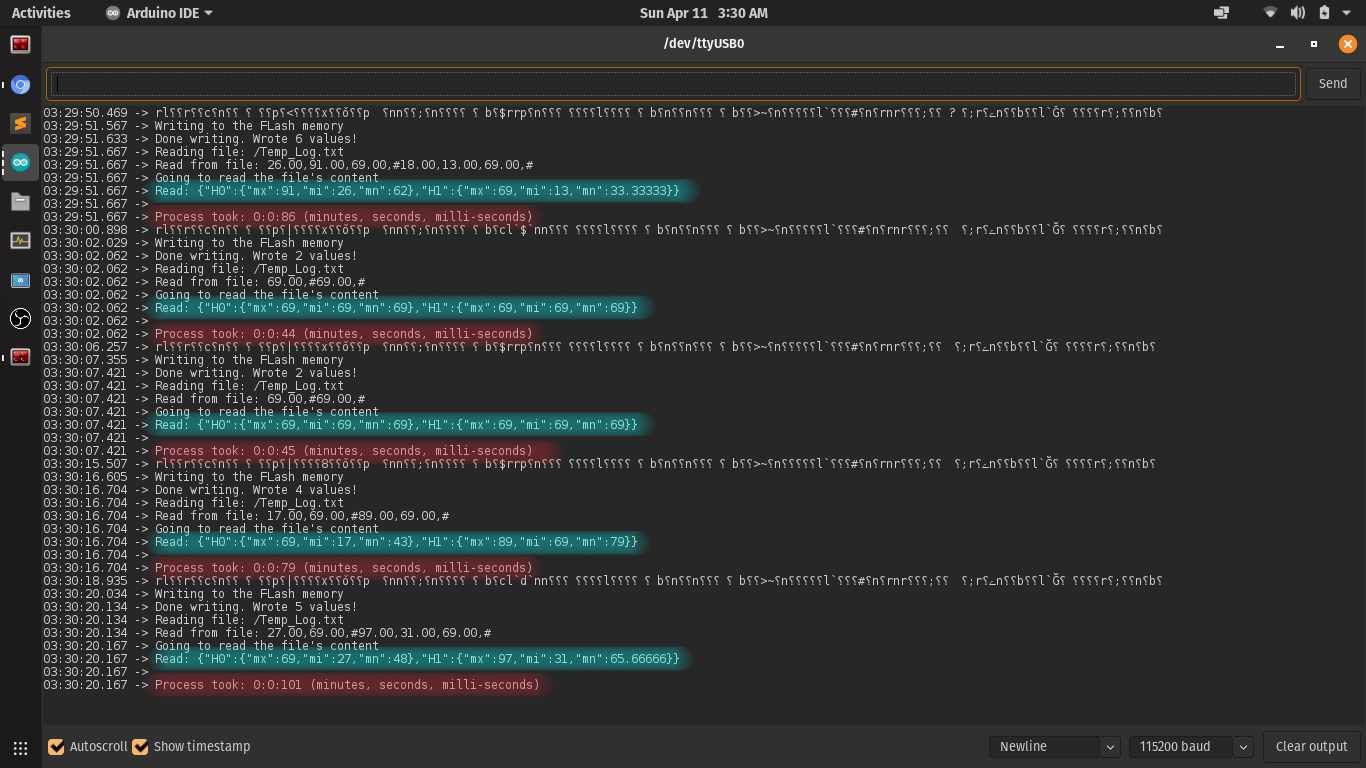 Activities
Arduino IDE
Sun Apr 11 3:30 AM
/dev/ttyUSB0
Send
03:29:50.469 ->
03:29:51.567 -> Writing to the FLash memory
03:29:51.633 -> Done writing. Wrote 6 values!
03:29:51.667 -> Reading file: /Temp_Log.txt
03:29:51.667 -> Read from file: 26.00,91.00,69.00,#18.00,13.00,69.00,#
03:29:51.667 -> Going to read the file's content
03:29:51.667 -> Read: {"H0":{"mx":91,"mi":26,"mn":62},"H1":{"mx":69,"mi":13,"mn":33.33333}}
03:29:51.667 ->
03:29:51.667 -> Process took: 0:0:86 (minutes, seconds, milli-seconds)
03:30:00.898 ->
03:30:02.029 -> Writing to the FLash memory
03:30:02.062 -> Done writing. Wrote 2 values!
03:30:02.062 -> Reading file: /Temp_Log.txt
03:30:02.062 -> Read from file: 69.00,#69.00,#
03:30:02.062 -> Going to read the file's content
03:30:02.062 -> Read: {"H0":{"mx":69,"mi":69,"mn":69},"H1":{"mx":69,"mi":69,"mn":69}}
03:30:02.062 ->
03:30:02.062 -> Process took: 0:0:44 (minutes, seconds, milli-seconds)
03:30:06.257 ->
03:30:07.355 -> Writing to the FLash memory
03:30:07.421 -> Done writing. Wrote 2 values!
03:30:07.421 -> Reading file: /Temp_Log.txt
03:30:07.421 -> Read from file: 69.00,#69.00,#
03:30:07.421 -> Going to read the file's content
03:30:07.421 -> Read: {"H0":{"mx":69,"mi":69,"mn":69},"H1":{"mx":69,"mi":69,"mn":69}}
03:30:07.421 ->
03:30:07.421 -> Process took: 0:0:45 (minutes, seconds, milli-seconds)
03:30:15.507 ->
03:30:16.605 -> Writing to the FLash memory
03:30:16.704 -> Done writing. Wrote 4 values!
03:30:16.704 -> Reading file: /Temp_Log.txt
03:30:16.704 -> Read from file: 17.00,69.00,#89.00,69.00,#
03:30:16.704 -> Going to read the file's content
03:30:16.704 -> Read: {"H0":{"mx":69,"mi":17,"mn":43},"H1":{"mx":89,"mi":69,"mn":79}}
03:30:16.704 ->
03:30:16.704 -> Process took: 0:0:79 (minutes, seconds, milli-seconds)
03:30:18.935 ->
03:30:20.034 -> Writing to the FLash memory
03:30:20.134 -> Done writing. Wrote 5 values!
03:30:20.134 -> Reading file: /Temp_Log.txt
03:30:20.134 -> Read from file: 27.00,69.00,#97.00,31.00,69.00,#
03:30:20.167 -> Going to read the file's content
03:30:20.167 -> Read: {"H0":{"mx":69,"mi":27,"mn":48},"H1":{"mx":97,"mi":31,"mn":65.66666}}
03:30:20.167 ->
03:30:20.167 -> Process took: 0:0:101 (minutes, seconds, milli-seconds)
Autoscroll
Show timestamp
Newline
115200 baud
Clear output